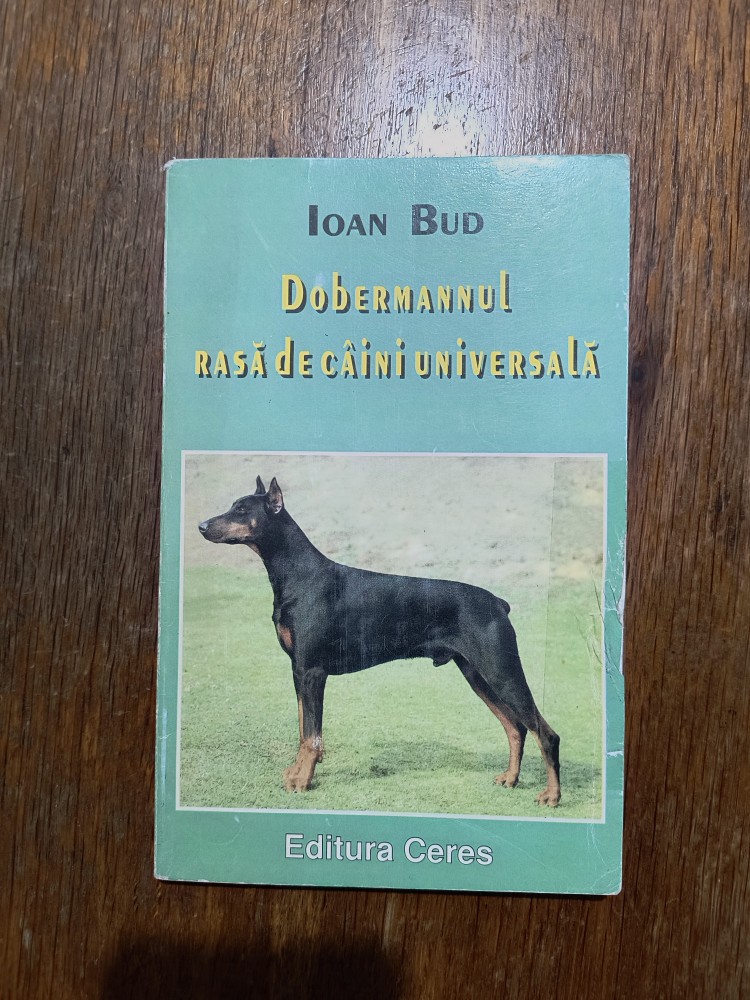 Ioan Bud
Dobermannul
rasă de câini universală
Editura Ceres